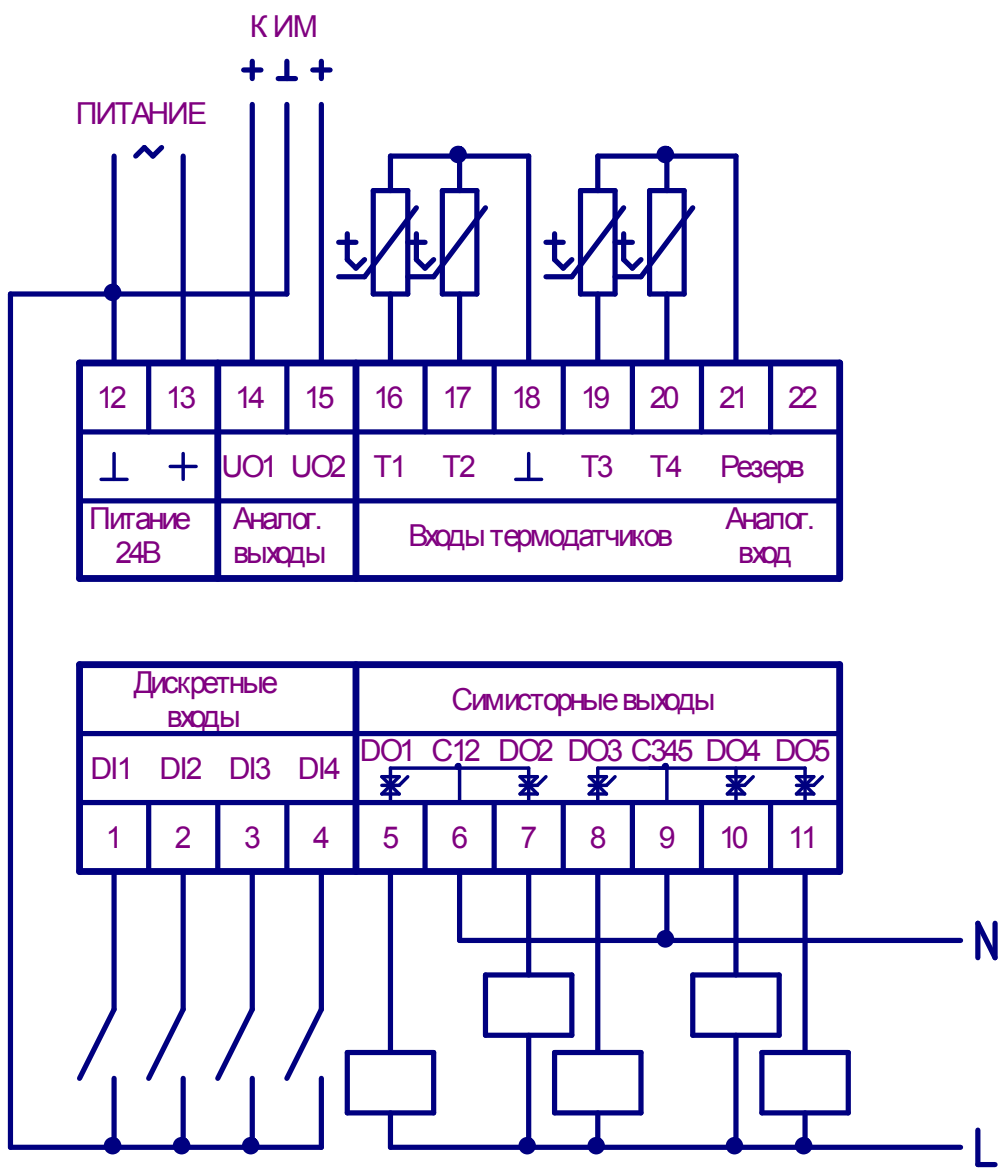 К ИМ
+ ⊥ +
ПИТАНИЕ
~
t t t t
12 13 14 15 16 17 18 19 20 21 22
⊥ + UO1 UO2 T1 T2 ⊥ T3 T4 Резерв
Питание
24В
Аналог.
выходы
Входы термодатчиков
Аналог.
вход
Дискретные
входы
Симисторные выходы
DI1 DI2 DI3 DI4 DO1 C12 DO2 DO3 C345 DO4 DO5
1 2 3 4 5 6 7 8 9 10 11
N
L